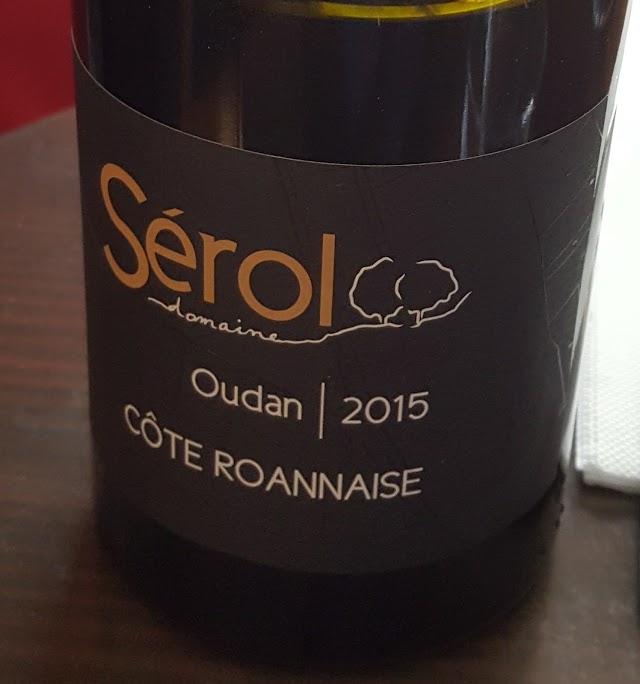 Sérol
domaine
Oudan | 2015
CÔTE ROANNAISE